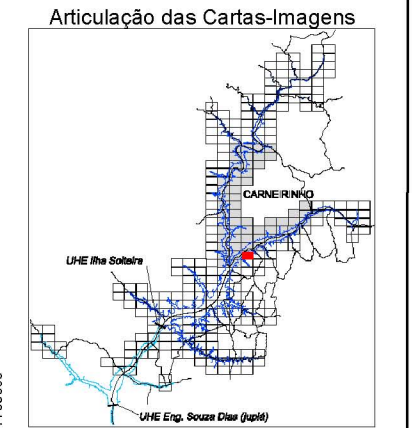 Articulação das Cartas-Imagens
CARNEIRINHO
UHE Ilha Solteira
UHE Eng. Souza Dias (jupiá)